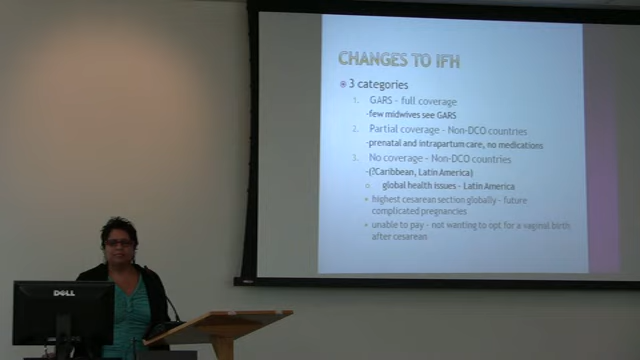 CHANGES TO IFH
3 categories
1. GARS - full coverage
-few midwives see GARS
2. Partial coverage - Non-DCO countries
-prenatal and intrapartum care, no medications
3. No coverage - Non-DCO countries
-(?Caribbean, Latin America)
global health issues - Latin America
highest cesarean section globally - future
complicated pregnancies
unable to pay - not wanting to opt for a vaginal birth
after cesarean
DELL